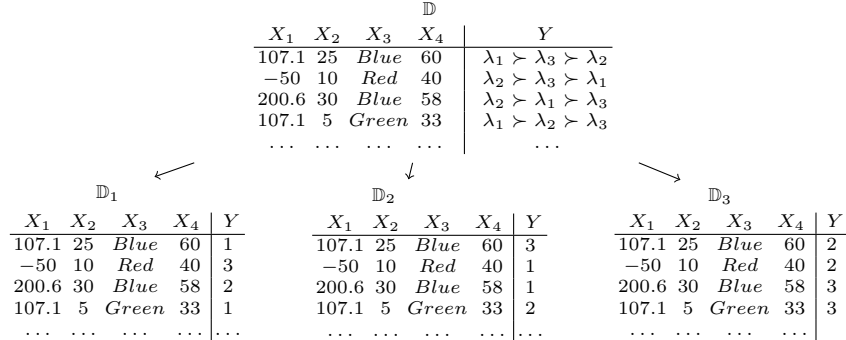 𝔻
X₁ X₂ X₃ X₄ Y
107.1 25 Blue 60 λ₁ ≻ λ₃ ≻ λ₂
−50 10 Red 40 λ₂ ≻ λ₃ ≻ λ₁
200.6 30 Blue 58 λ₂ ≻ λ₁ ≻ λ₃
107.1 5 Green 33 λ₁ ≻ λ₂ ≻ λ₃
... ... ... ... ...
𝔻₁
X₁ X₂ X₃ X₄ Y
107.1 25 Blue 60 1
−50 10 Red 40 3
200.6 30 Blue 58 2
107.1 5 Green 33 1
... ... ... ... ...
𝔻₂
X₁ X₂ X₃ X₄ Y
107.1 25 Blue 60 3
−50 10 Red 40 1
200.6 30 Blue 58 1
107.1 5 Green 33 2
... ... ... ... ...
𝔻₃
X₁ X₂ X₃ X₄ Y
107.1 25 Blue 60 2
−50 10 Red 40 2
200.6 30 Blue 58 3
107.1 5 Green 33 3
... ... ... ... ...